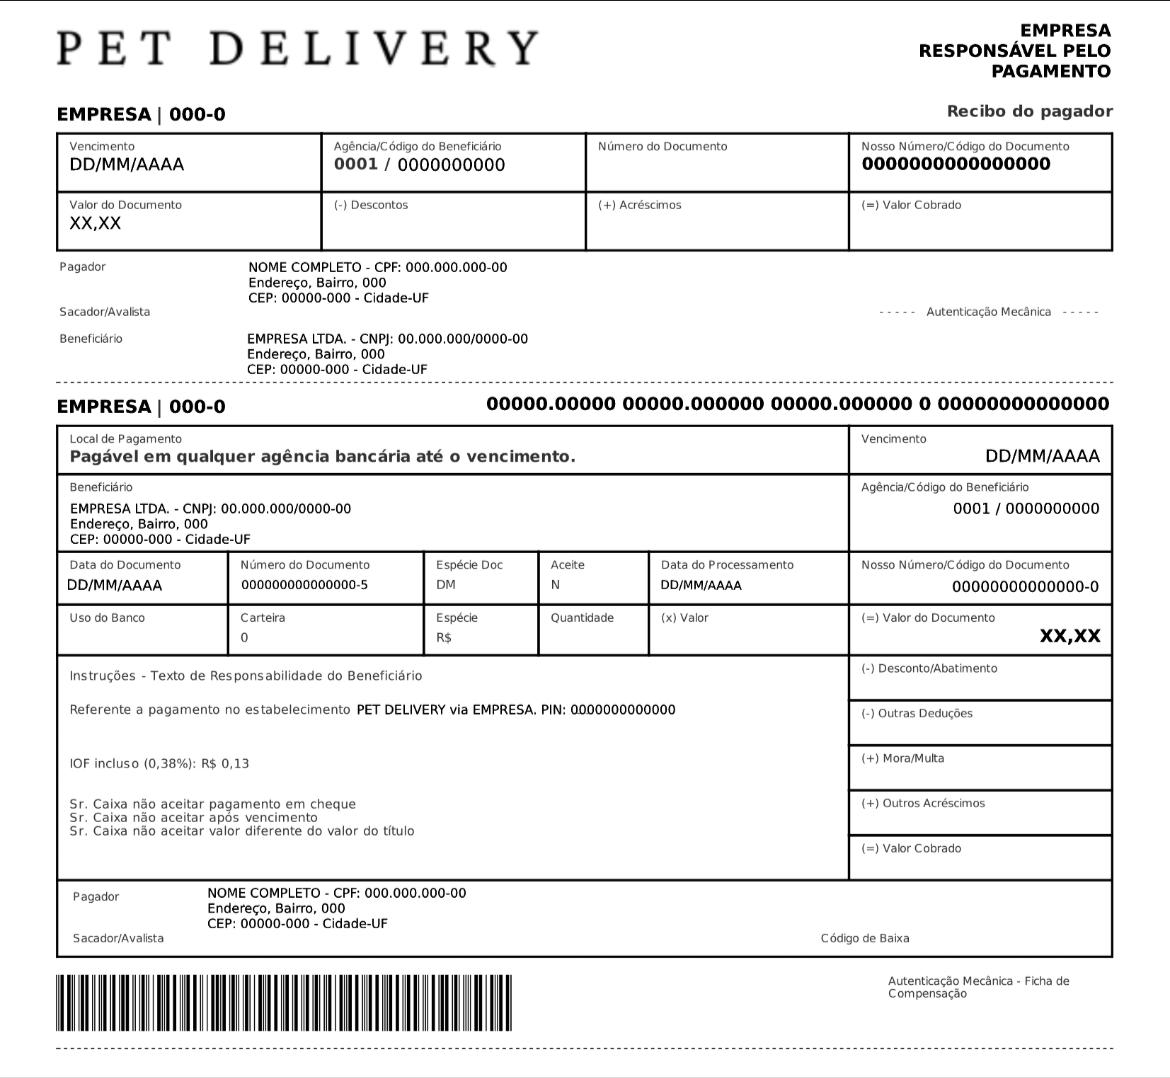 PET DELIVERY
EMPRESA
RESPONSÁVEL PELO
PAGAMENTO
EMPRESA | 000-0
Recibo do pagador
Vencimento
DD/MM/AAAA
Agência/Código do Beneficiário
0001 / 0000000000
Número do Documento
Nosso Número/Código do Documento
0000000000000000
Valor do Documento
XX,XX
(-) Descontos
(+) Acréscimos
(=) Valor Cobrado
Pagador
NOME COMPLETO - CPF: 000.000.000-00
Endereço, Bairro, 000
CEP: 00000-000 - Cidade-UF
Sacador/Avalista
- - - - - Autenticação Mecânica - - - - -
Beneficiário
EMPRESA LTDA. - CNPJ: 00.000.000/0000-00
Endereço, Bairro, 000
CEP: 00000-000 - Cidade-UF
EMPRESA | 000-0
00000.00000 00000.000000 00000.000000 0 00000000000000
Local de Pagamento
Pagável em qualquer agência bancária até o vencimento.
Vencimento
DD/MM/AAAA
Beneficiário
EMPRESA LTDA. - CNPJ: 00.000.000/0000-00
Endereço, Bairro, 000
CEP: 00000-000 - Cidade-UF
Agência/Código do Beneficiário
0001 / 0000000000
Data do Documento
DD/MM/AAAA
Número do Documento
000000000000000-5
Espécie Doc
DM
Aceite
N
Data do Processamento
DD/MM/AAAA
Nosso Número/Código do Documento
00000000000000-0
Uso do Banco
Carteira
0
Espécie
R$
Quantidade
(x) Valor
(=) Valor do Documento
XX,XX
Instruções - Texto de Responsabilidade do Beneficiário
Referente a pagamento no estabelecimento PET DELIVERY via EMPRESA. PIN: 0000000000000
IOF incluso (0,38%): R$ 0,13
Sr. Caixa não aceitar pagamento em cheque
Sr. Caixa não aceitar após vencimento
Sr. Caixa não aceitar valor diferente do valor do título
(-) Desconto/Abatimento
(-) Outras Deduções
(+) Mora/Multa
(+) Outros Acréscimos
(=) Valor Cobrado
Pagador
NOME COMPLETO - CPF: 000.000.000-00
Endereço, Bairro, 000
CEP: 00000-000 - Cidade-UF
Sacador/Avalista
Código de Baixa
Autenticação Mecânica - Ficha de
Compensação